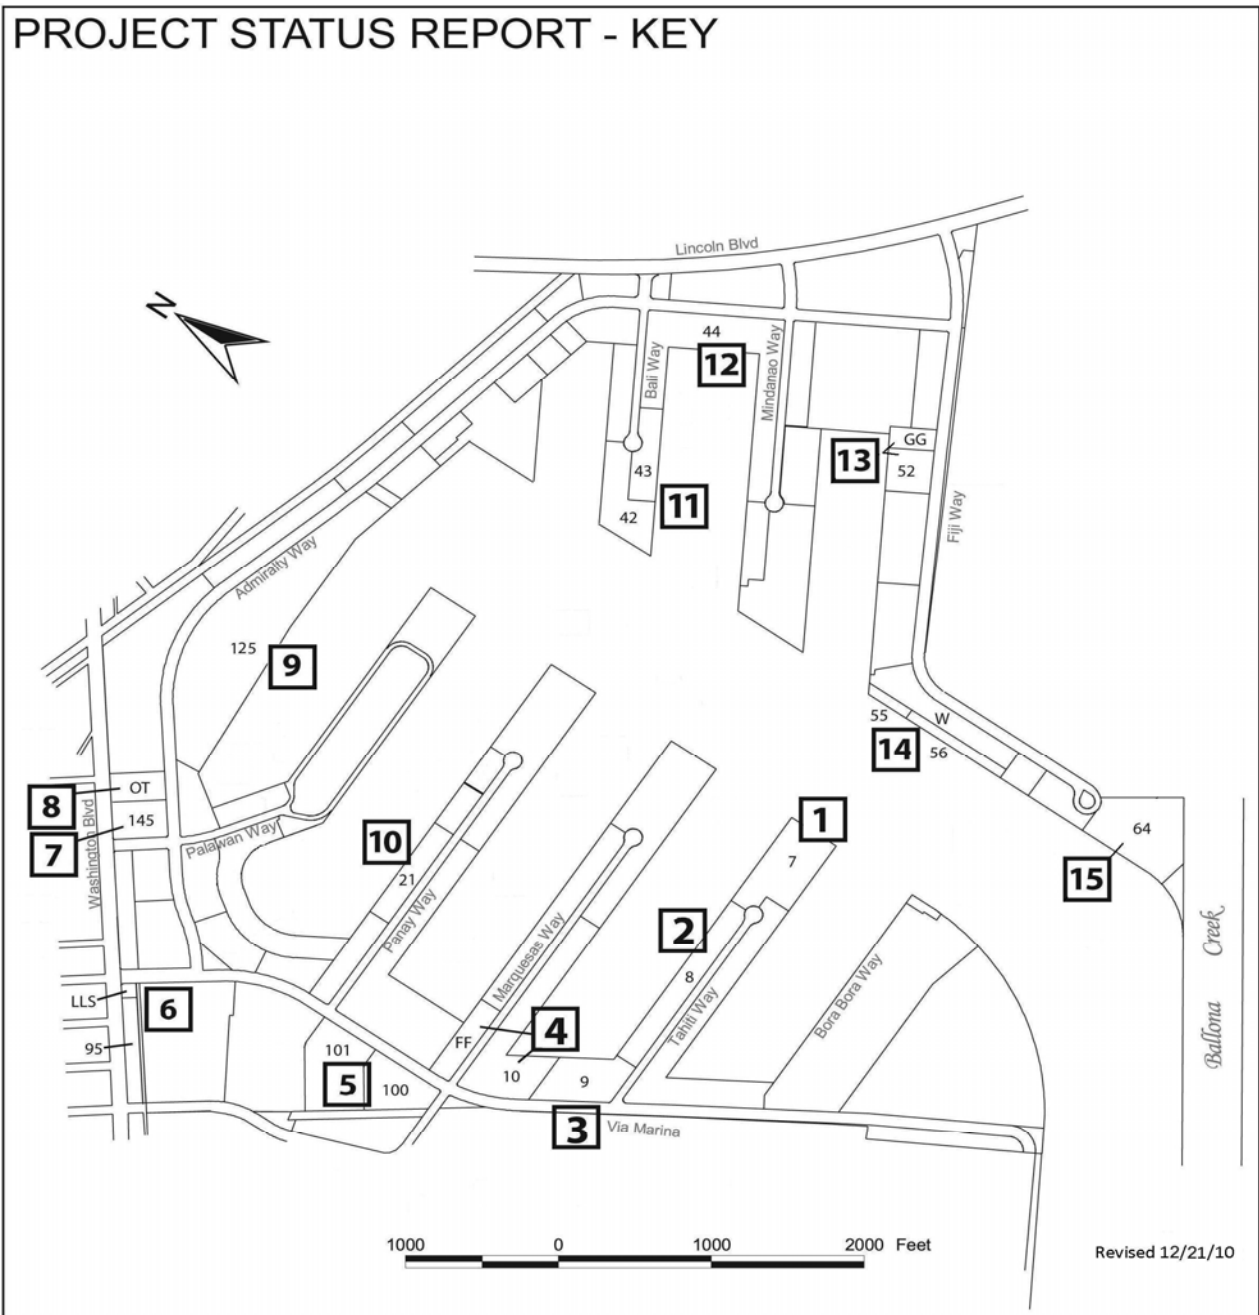 PROJECT STATUS REPORT - KEY
Lincoln Blvd
N
44
12
Bali Way
Mindanao Way
GG
13
52
43
11
42
Fiji Way
Admiralty Way
125
9
55
W
14
56
OT
8
145
7
Washington Blvd
Palawan Way
10
21
Panay Way
1
7
64
15
2
8
Marquesas Way
Tahiti Way
Bora Bora Way
Ballona Creek
LLS
6
95
4
FF
101
5
100
10
9
3
Via Marina
1000 0 1000 2000 Feet
Revised 12/21/10